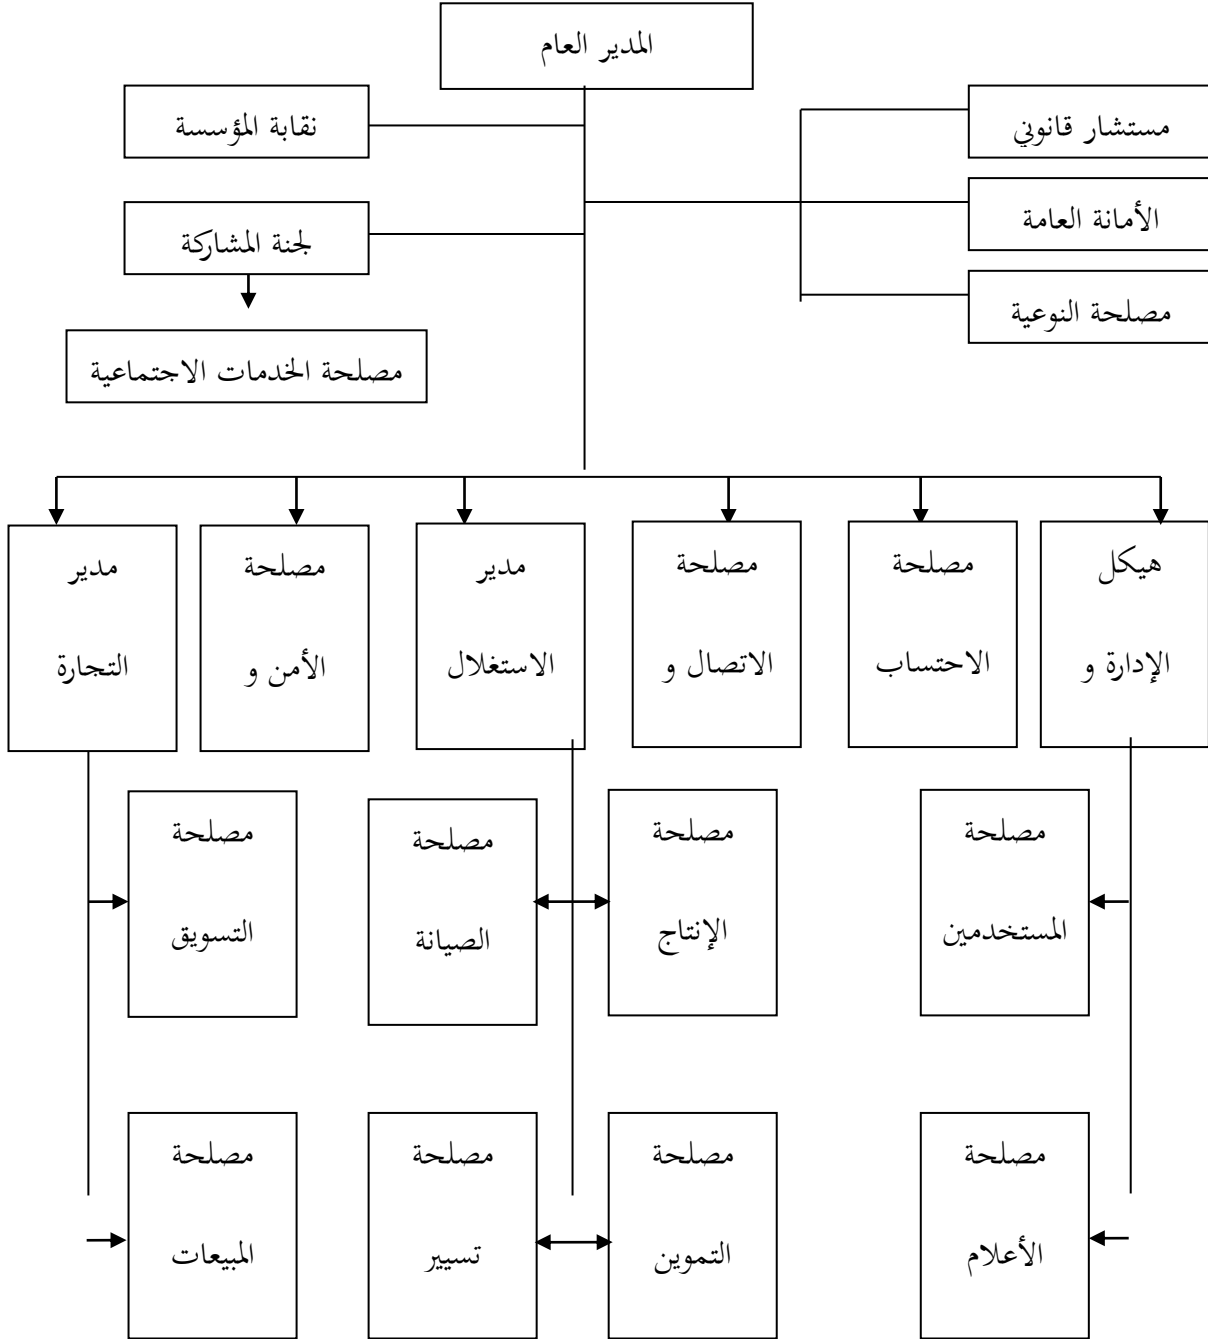 المدير العام
نقابة المؤسسة
مستشار قانوني
لجنة المشاركة
الأمانة العامة
مصلحة النوعية
مصلحة الخدمات الاجتماعية
هيكل
الإدارة و
مصلحة
الاحتساب
مصلحة
الاتصال و
مدير
الاستغلال
مصلحة
الأمن و
مدير
التجارة
مصلحة
المستخدمين
مصلحة
الإنتاج
مصلحة
الصيانة
مصلحة
التسويق
مصلحة
الأعلام
مصلحة
التموين
مصلحة
تسيير
مصلحة
المبيعات